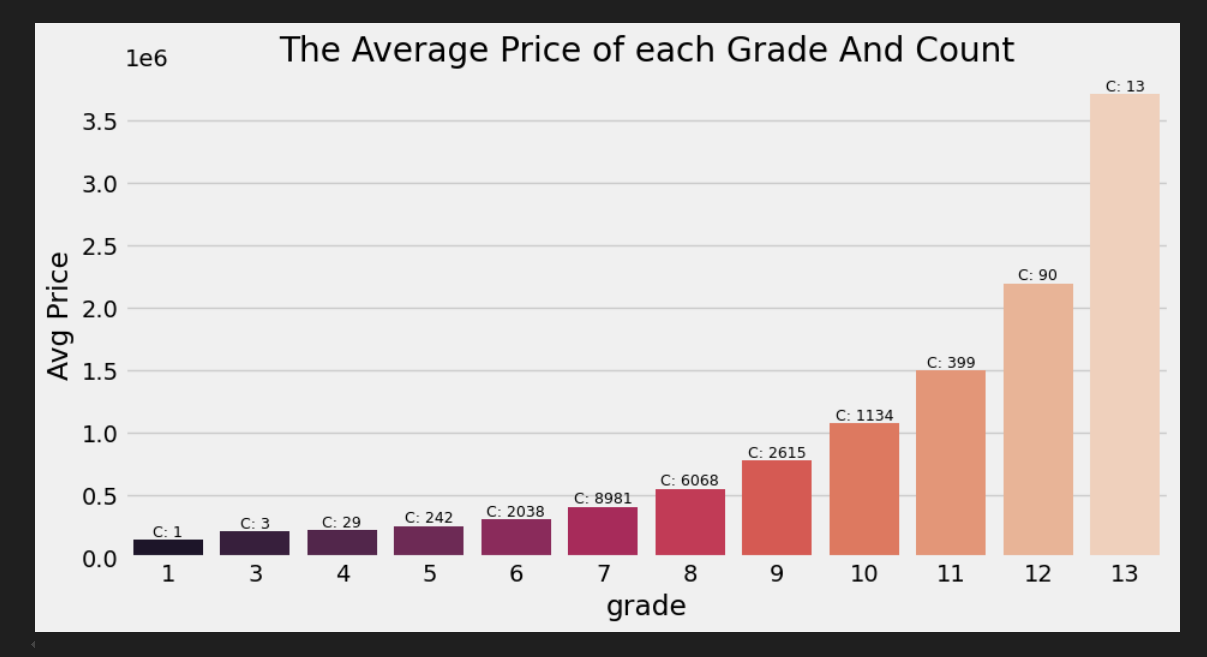 The Average Price of each Grade And Count
1e6
3.5
3.0
2.5
2.0
1.5
1.0
0.5
0.0
Avg Price
C: 1
C: 3
C: 29
C: 242
C: 2038
C: 8981
C: 6068
C: 2615
C: 1134
C: 399
C: 90
C: 13
1 3 4 5 6 7 8 9 10 11 12 13
grade